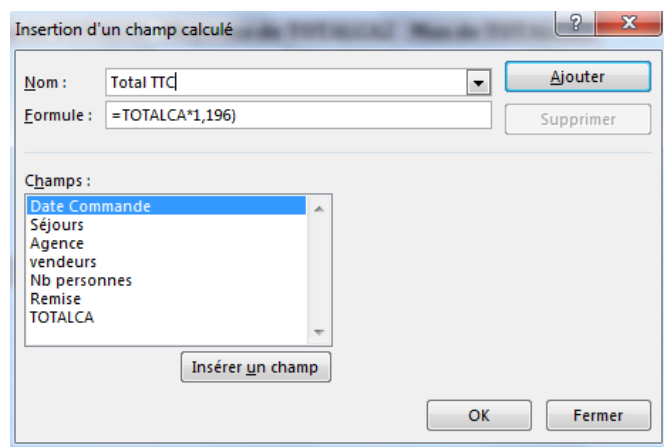 Insertion d'un champ calculé
Nom : Total TTC Ajouter
Formule : =TOTALCA*1,196) Supprimer
Champs :
Date Commande
Séjours
Agence
vendeurs
Nb personnes
Remise
TOTALCA
Insérer un champ
OK Fermer